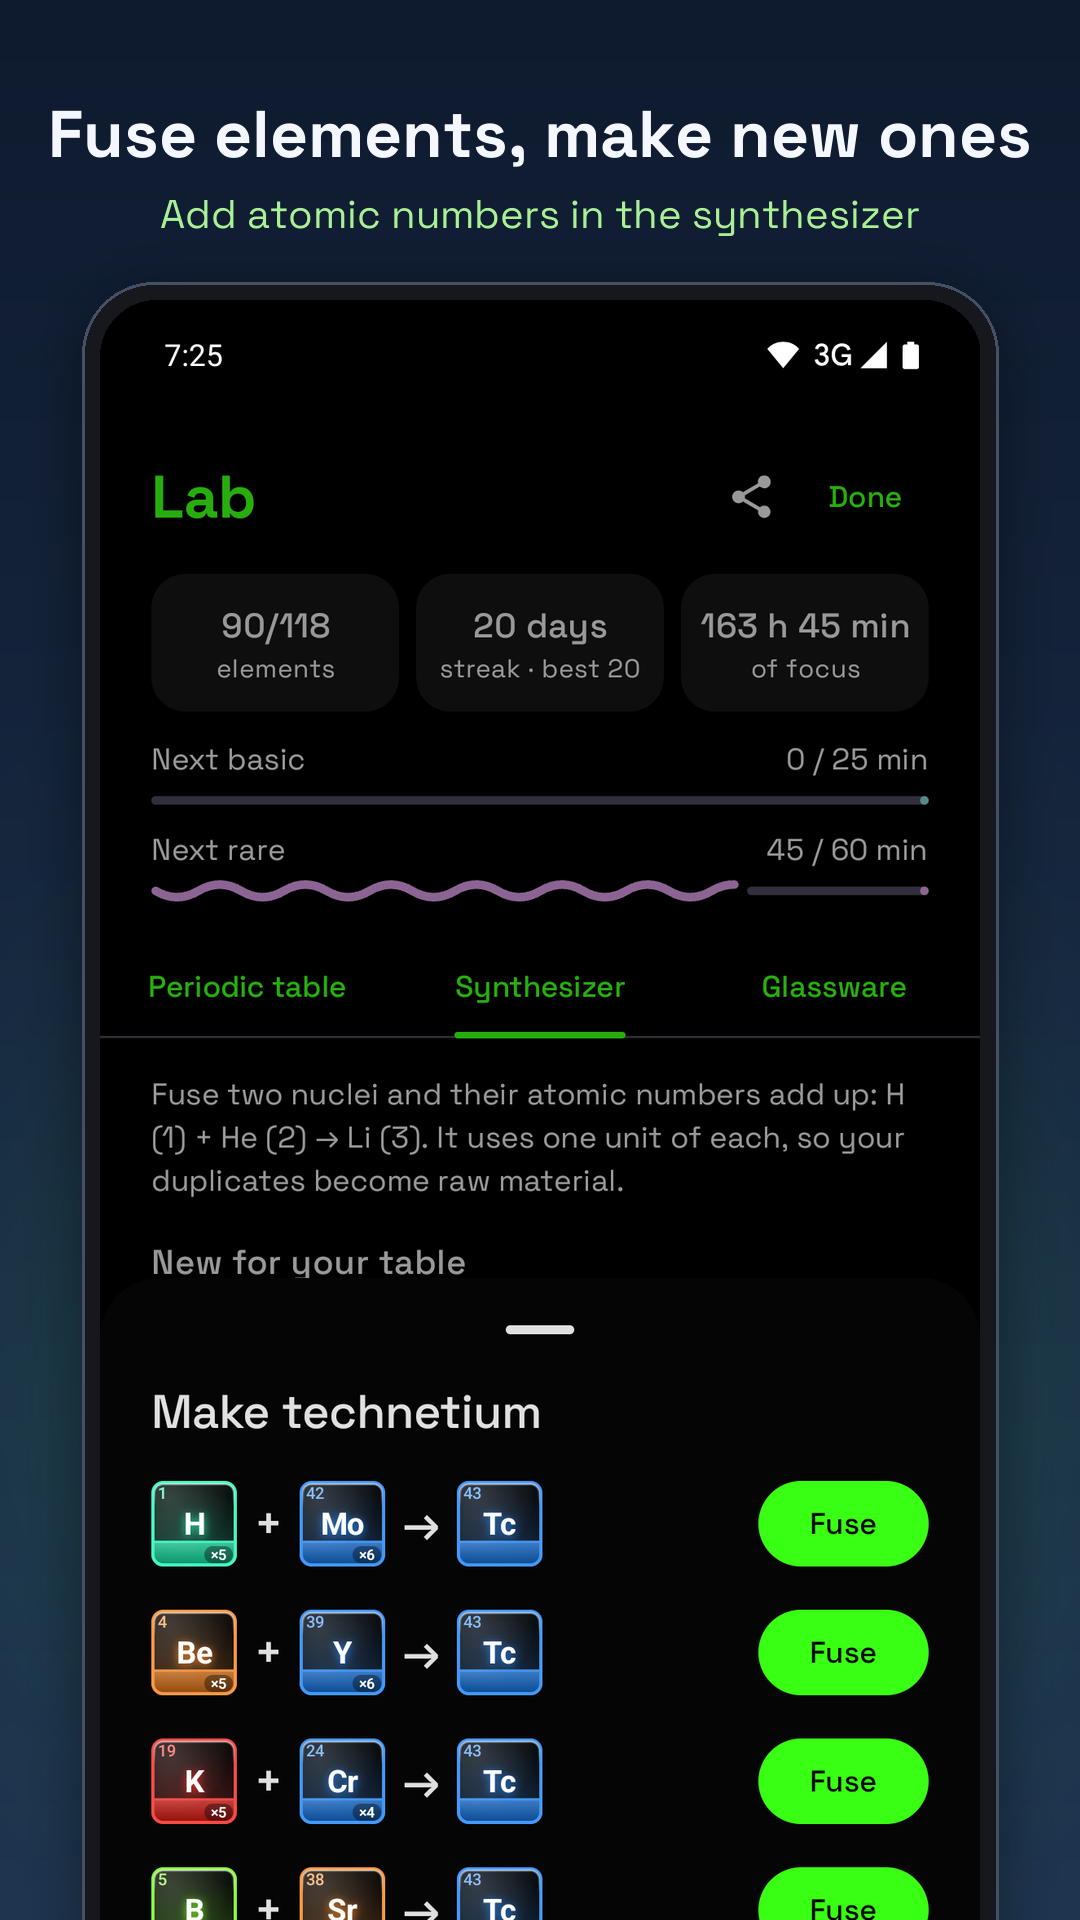 Fuse elements, make new ones
Add atomic numbers in the synthesizer
7:25
3G
Lab
Done
90/118
elements
20 days
streak · best 20
163 h 45 min
of focus
Next basic
0 / 25 min
Next rare
45 / 60 min
Periodic table
Synthesizer
Glassware
Fuse two nuclei and their atomic numbers add up: H
(1) + He (2) → Li (3). It uses one unit of each, so your
duplicates become raw material.
New for your table
Make technetium
1 H ×5 + 42 Mo ×6 → 43 Tc Fuse
4 Be ×5 + 39 Y ×6 → 43 Tc Fuse
19 K ×5 + 24 Cr ×4 → 43 Tc Fuse
5 B + 38 Sr → 43 Tc Fuse